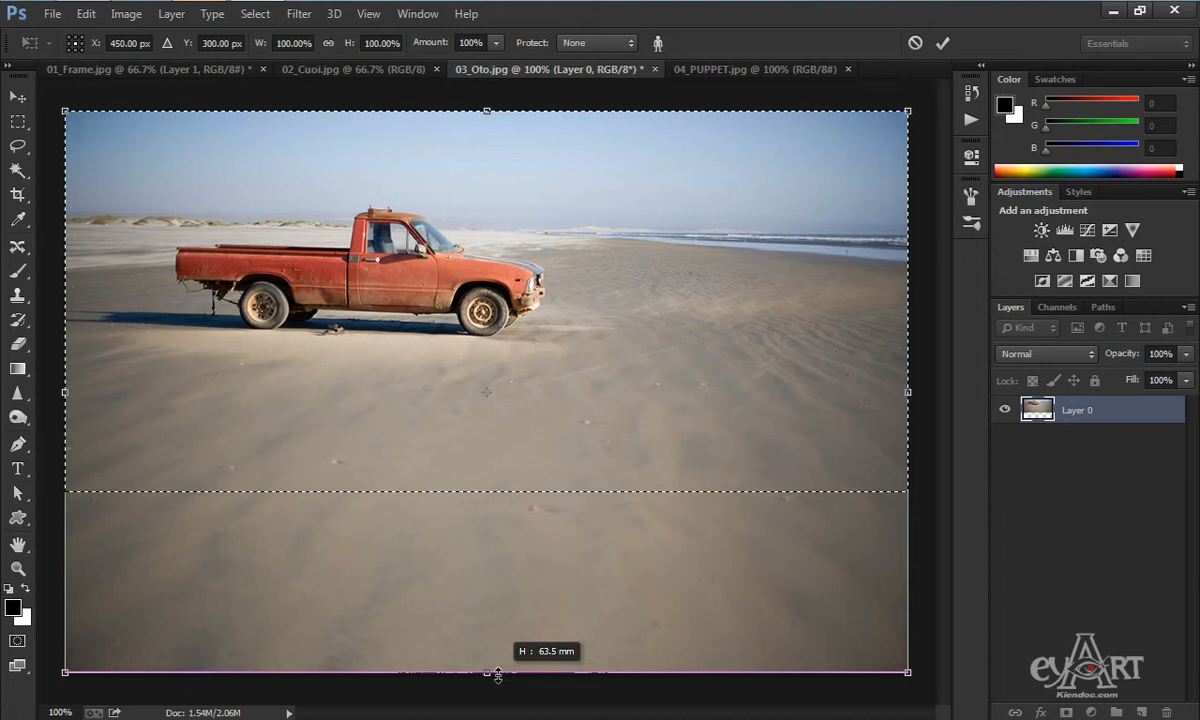 Ps File Edit Image Layer Type Select Filter 3D View Window Help
X: 450.00 px Y: 300.00 px W: 100.00% H: 100.00% Amount: 100% Protect: None Essentials
01_Frame.jpg @ 66.7% (Layer 1, RGB/8#) * × 02_Cuoi.jpg @ 66.7% (RGB/8) × 03_Oto.jpg @ 100% (Layer 0, RGB/8*) * × 04_PUPPET.jpg @ 100% (RGB/8#) ×
Color Swatches
R 0
G 0
B 0
Adjustments Styles
Add an adjustment
Layers Channels Paths
Kind
Normal Opacity: 100%
Lock: Fill: 100%
Layer 0
H : 63.5 mm
eyART
Kiendoc.com
100% Doc: 1.54M/2.06M